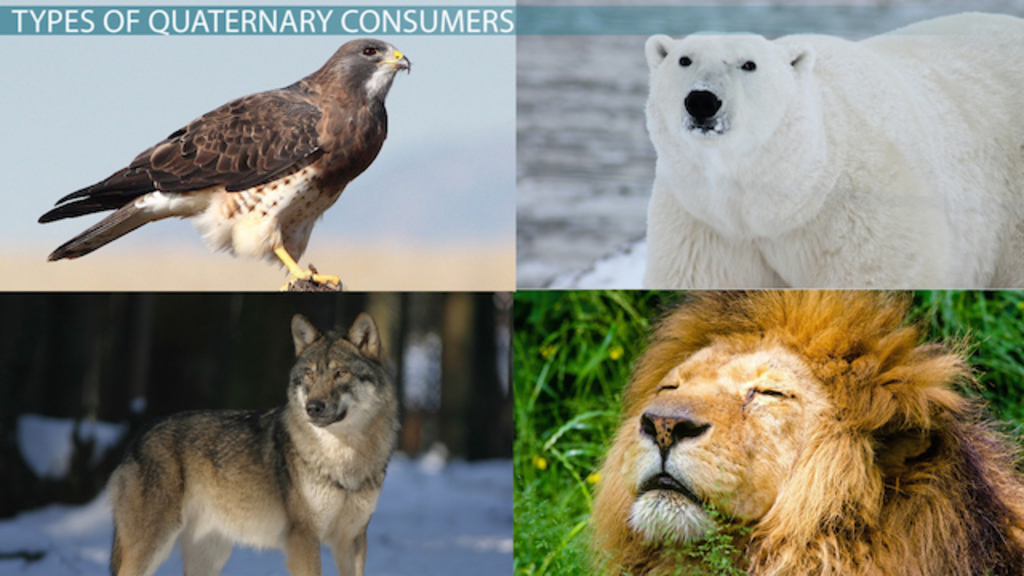 TYPES OF QUATERNARY CONSUMERS